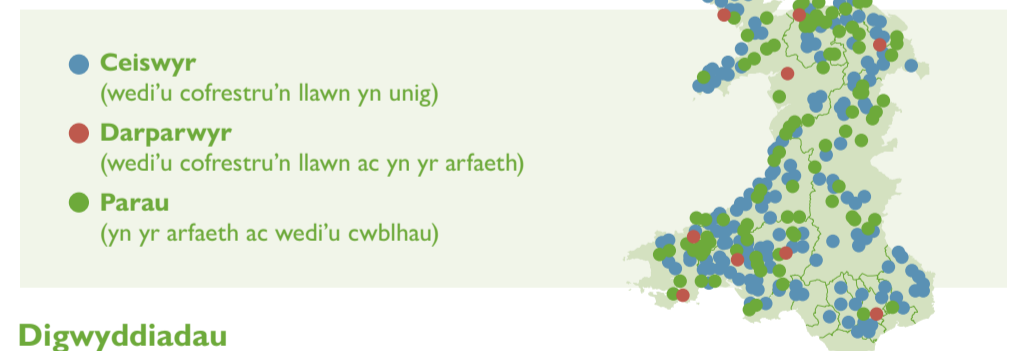 Ceiswyr
(wedi'u cofrestru'n llawn yn unig)
Darparwyr
(wedi'u cofrestru'n llawn ac yn yr arfaeth)
Parau
(yn yr arfaeth ac wedi'u cwblhau)
Digwyddiadau